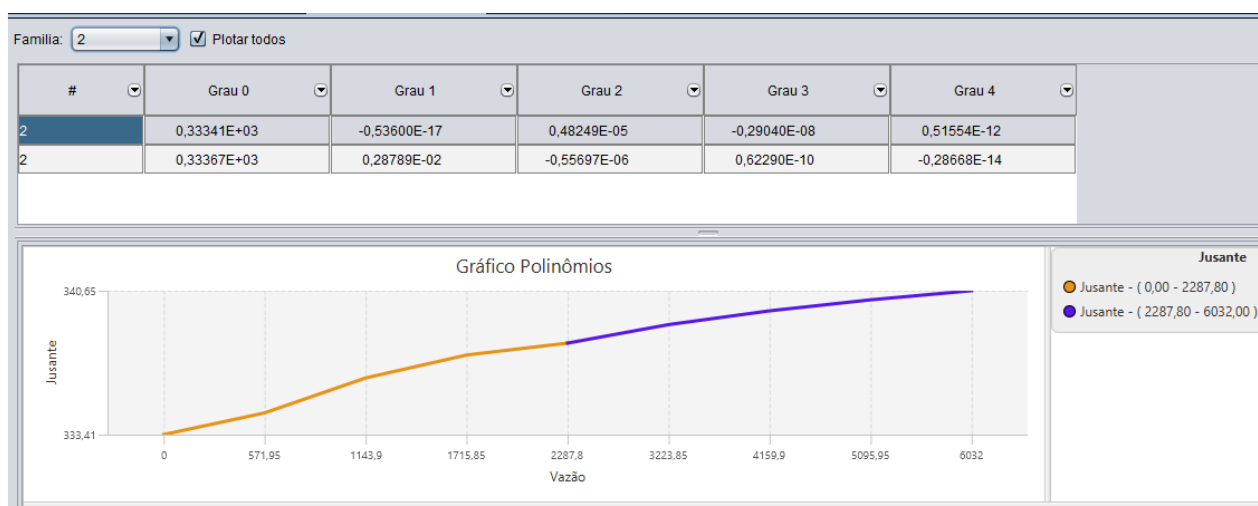 Familia: 2 Plotar todos
# Grau 0 Grau 1 Grau 2 Grau 3 Grau 4
2 0,33341E+03 -0,53600E-17 0,48249E-05 -0,29040E-08 0,51554E-12
2 0,33367E+03 0,28789E-02 -0,55697E-06 0,62290E-10 -0,28668E-14
Gráfico Polinômios
Jusante
340,65
333,41
0 571,95 1143,9 1715,85 2287,8 3223,85 4159,9 5095,95 6032
Vazão
Jusante
Jusante - ( 0,00 - 2287,80 )
Jusante - ( 2287,80 - 6032,00 )